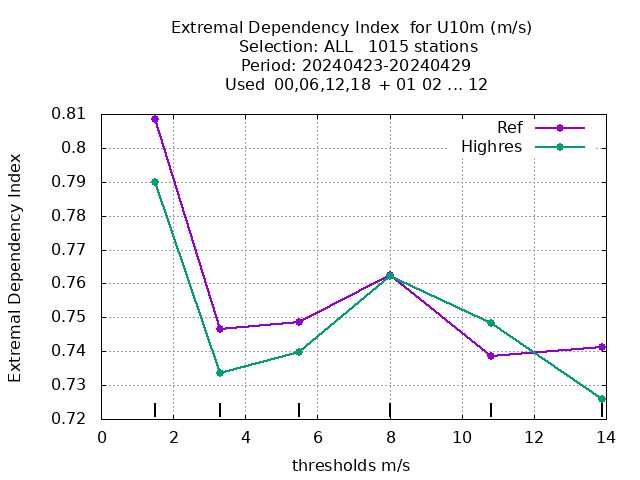 Extremal Dependency Index  for U10m (m/s)
Selection: ALL   1015 stations
Period: 20240423-20240429
Used  00,06,12,18  + 01 02 ... 12
Ref
Highres
Extremal Dependency Index
0.81
0.8
0.79
0.78
0.77
0.76
0.75
0.74
0.73
0.72
0 2 4 6 8 10 12 14
thresholds m/s